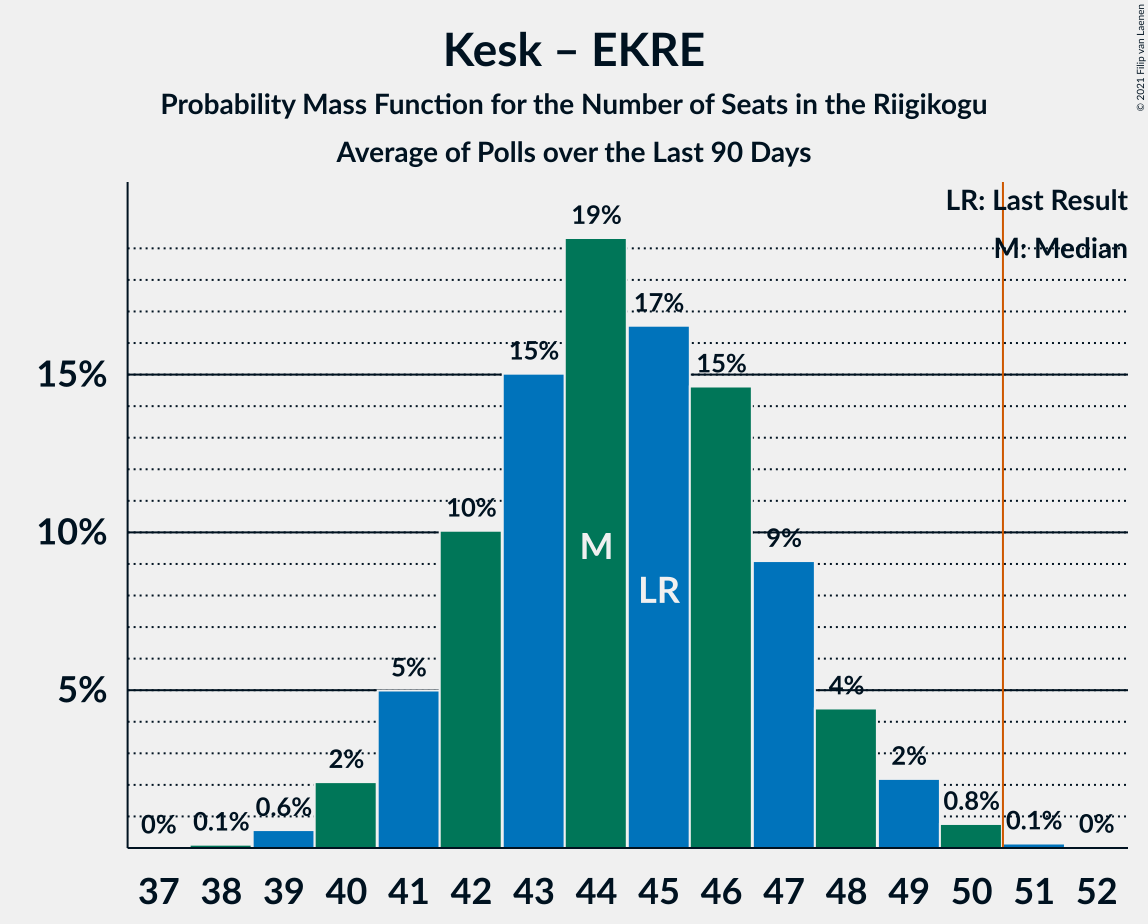 Kesk – EKRE
Probability Mass Function for the Number of Seats in the Riigikogu
Average of Polls over the Last 90 Days
© 2021 Filip van Laenen
LR: Last Result
M: Median
19%
17%
15%
15%
15%
10%
10%
9%
M
LR
5%
5%
4%
2%
2%
0.8%
0.6%
0%
0.1%
0.1%
0%
37 38 39 40 41 42 43 44 45 46 47 48 49 50 51 52